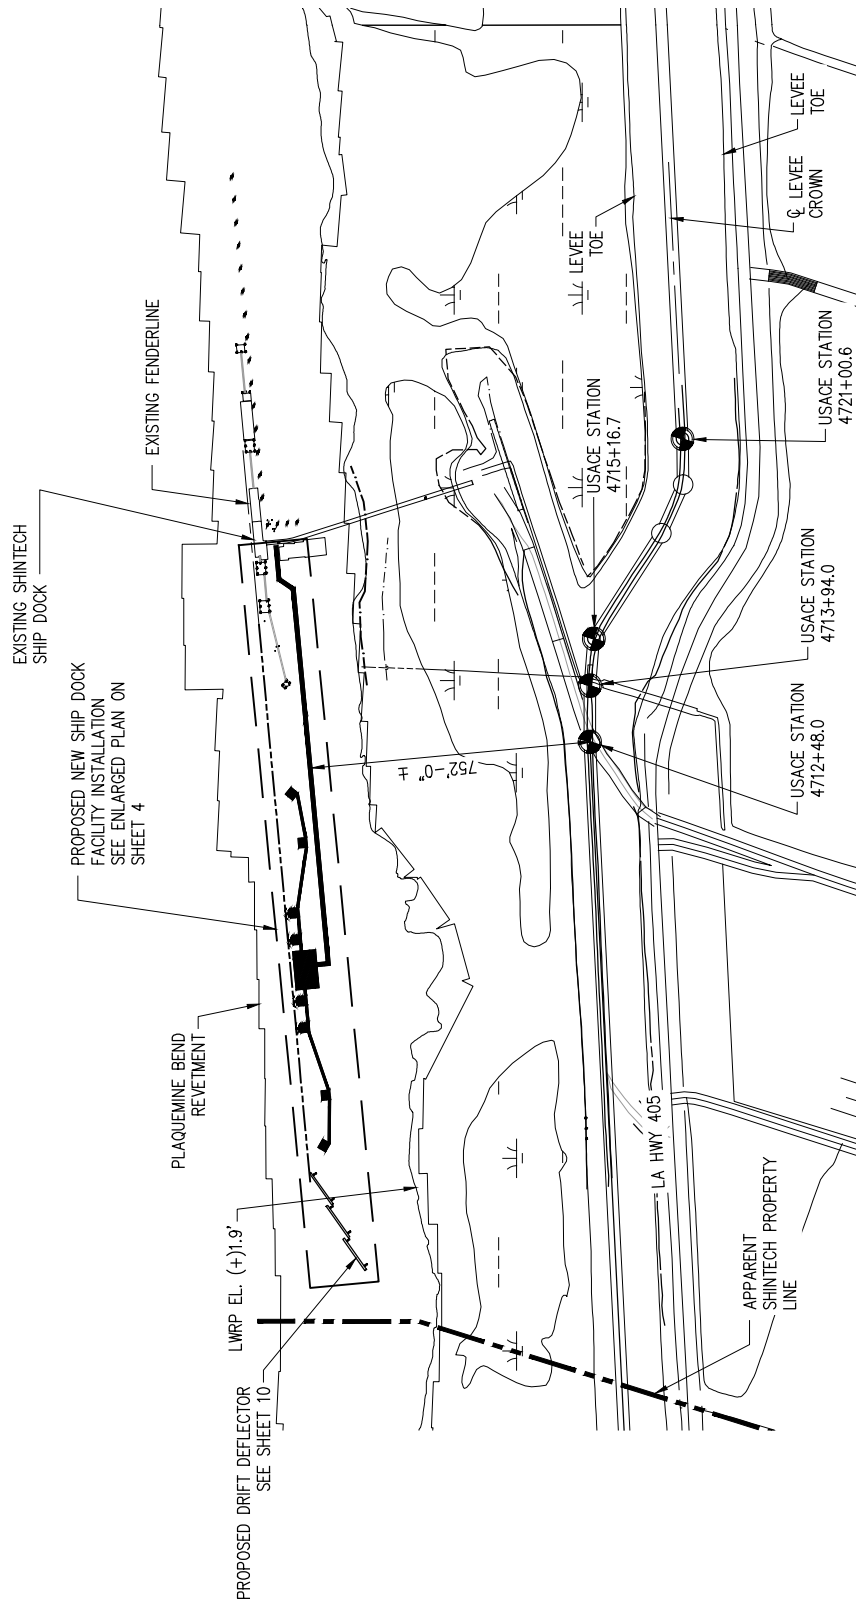 EXISTING SHINTECH
SHIP DOCK
EXISTING FENDERLINE
PROPOSED NEW SHIP DOCK
FACILITY INSTALLATION
SEE ENLARGED PLAN ON
SHEET 4
PLAQUEMINE BEND
REVETMENT
LWRP EL. (+)1.9'
PROPOSED DRIFT DEFLECTOR
SEE SHEET 10
752'-0" ±
LEVEE
TOE
LEVEE
TOE
℄ LEVEE
CROWN
USACE STATION
4715+16.7
USACE STATION
4721+00.6
USACE STATION
4713+94.0
USACE STATION
4712+48.0
LA HWY 405
APPARENT
SHINTECH PROPERTY
LINE